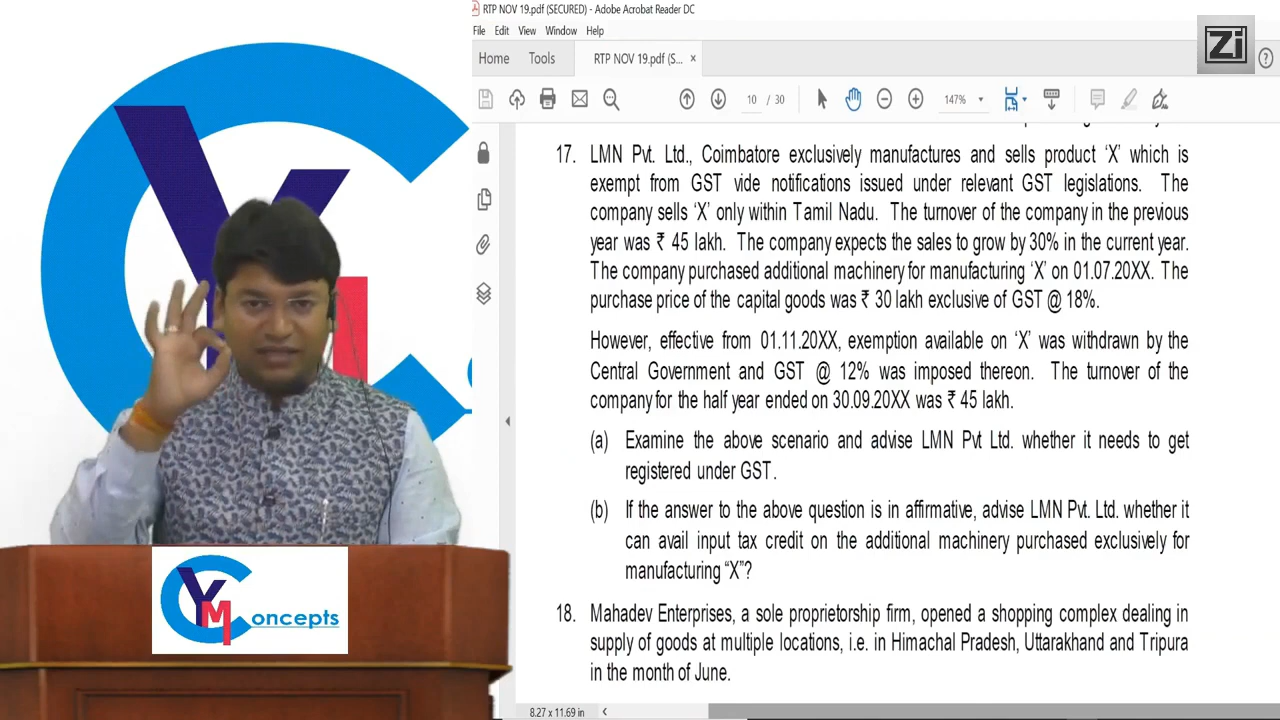 RTP NOV 19.pdf (SECURED) - Adobe Acrobat Reader DC
File Edit View Window Help
Zi
Home Tools RTP NOV 19.pdf (S... ×
?
10 / 30 147%
17. LMN Pvt. Ltd., Coimbatore exclusively manufactures and sells product ‘X’ which is
exempt from GST vide notifications issued under relevant GST legislations. The
company sells ‘X’ only within Tamil Nadu. The turnover of the company in the previous
year was ₹ 45 lakh. The company expects the sales to grow by 30% in the current year.
The company purchased additional machinery for manufacturing ‘X’ on 01.07.20XX. The
purchase price of the capital goods was ₹ 30 lakh exclusive of GST @ 18%.
However, effective from 01.11.20XX, exemption available on ‘X’ was withdrawn by the
Central Government and GST @ 12% was imposed thereon. The turnover of the
company for the half year ended on 30.09.20XX was ₹ 45 lakh.
(a) Examine the above scenario and advise LMN Pvt Ltd. whether it needs to get
registered under GST.
(b) If the answer to the above question is in affirmative, advise LMN Pvt. Ltd. whether it
can avail input tax credit on the additional machinery purchased exclusively for
manufacturing “X”?
18. Mahadev Enterprises, a sole proprietorship firm, opened a shopping complex dealing in
supply of goods at multiple locations, i.e. in Himachal Pradesh, Uttarakhand and Tripura
in the month of June.
8.27 x 11.69 in
YM Concepts